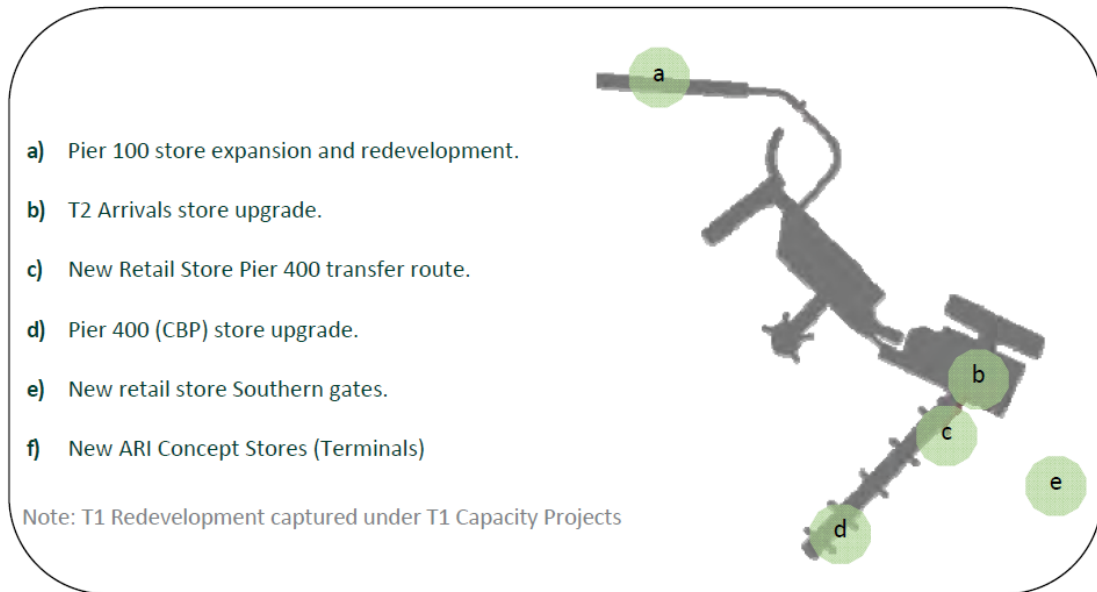 a) Pier 100 store expansion and redevelopment.
b) T2 Arrivals store upgrade.
c) New Retail Store Pier 400 transfer route.
d) Pier 400 (CBP) store upgrade.
e) New retail store Southern gates.
f) New ARI Concept Stores (Terminals)
Note: T1 Redevelopment captured under T1 Capacity Projects
a
b
c
e
d